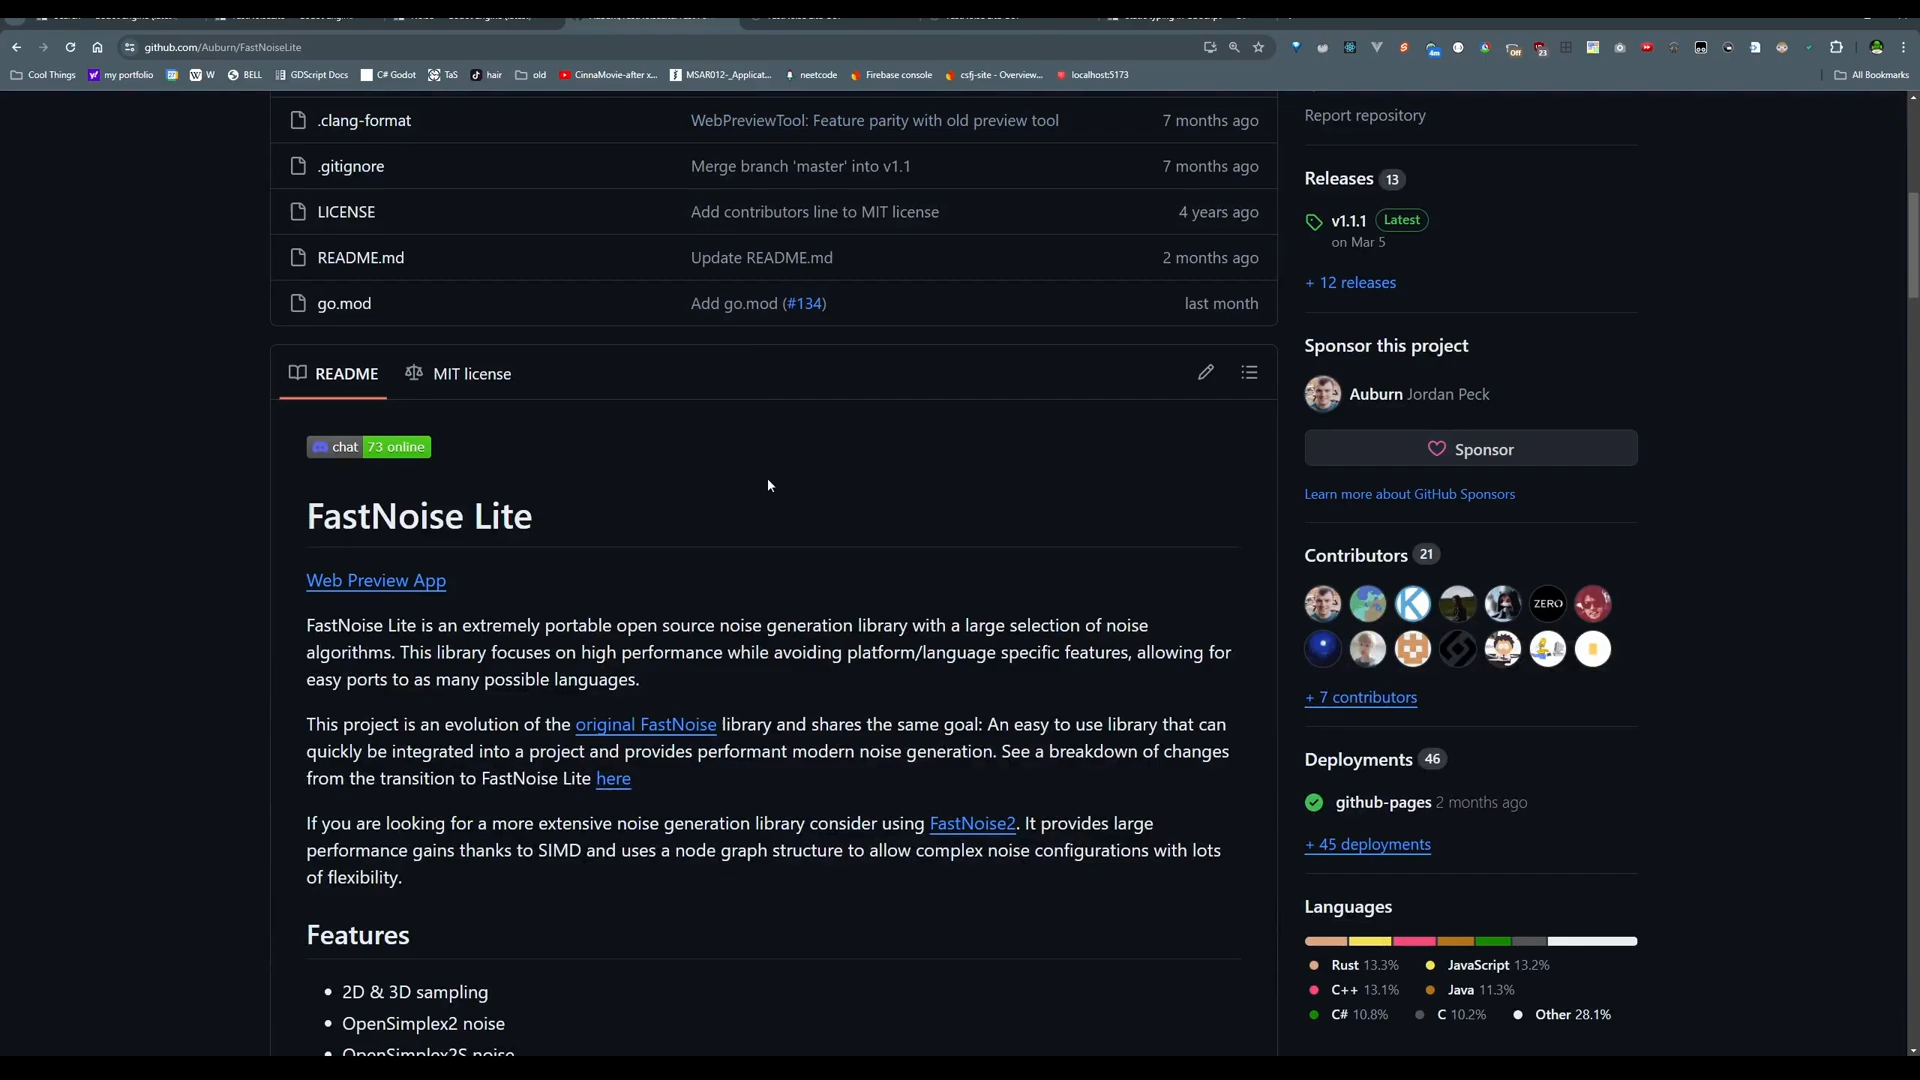 github.com/Auburn/FastNoiseLite
Cool Things
my portfolio
W
BELL
GDScript Docs
C# Godot
TaS
hair
old
CinnaMovie-after x...
MSAR012-_Applicat...
neetcode
Firebase console
csfj-site - Overview...
localhost:5173
All Bookmarks
.clang-format WebPreviewTool: Feature parity with old preview tool 7 months ago
.gitignore Merge branch 'master' into v1.1 7 months ago
LICENSE Add contributors line to MIT license 4 years ago
README.md Update README.md 2 months ago
go.mod Add go.mod (#134) last month
README MIT license
chat 73 online
FastNoise Lite
Web Preview App
FastNoise Lite is an extremely portable open source noise generation library with a large selection of noise
algorithms. This library focuses on high performance while avoiding platform/language specific features, allowing for
easy ports to as many possible languages.
This project is an evolution of the original FastNoise library and shares the same goal: An easy to use library that can
quickly be integrated into a project and provides performant modern noise generation. See a breakdown of changes
from the transition to FastNoise Lite here
If you are looking for a more extensive noise generation library consider using FastNoise2. It provides large
performance gains thanks to SIMD and uses a node graph structure to allow complex noise configurations with lots
of flexibility.
Features
2D & 3D sampling
OpenSimplex2 noise
OpenSimplex2S noise
Report repository
Releases 13
v1.1.1 Latest
on Mar 5
+ 12 releases
Sponsor this project
Auburn Jordan Peck
Sponsor
Learn more about GitHub Sponsors
Contributors 21
ZERO
+ 7 contributors
Deployments 46
github-pages 2 months ago
+ 45 deployments
Languages
Rust 13.3% JavaScript 13.2%
C++ 13.1% Java 11.3%
C# 10.8% C 10.2% Other 28.1%